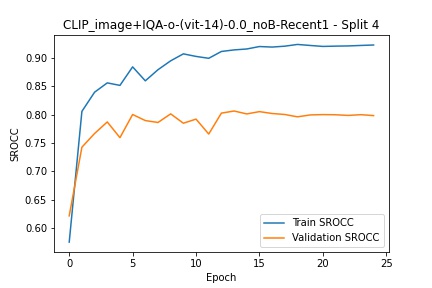 CLIP_image+IQA-o-(vit-14)-0.0_noB-Recent1 - Split 4
SROCC
0.90
0.85
0.80
0.75
0.70
0.65
0.60
Train SROCC
Validation SROCC
0 5 10 15 20 25
Epoch